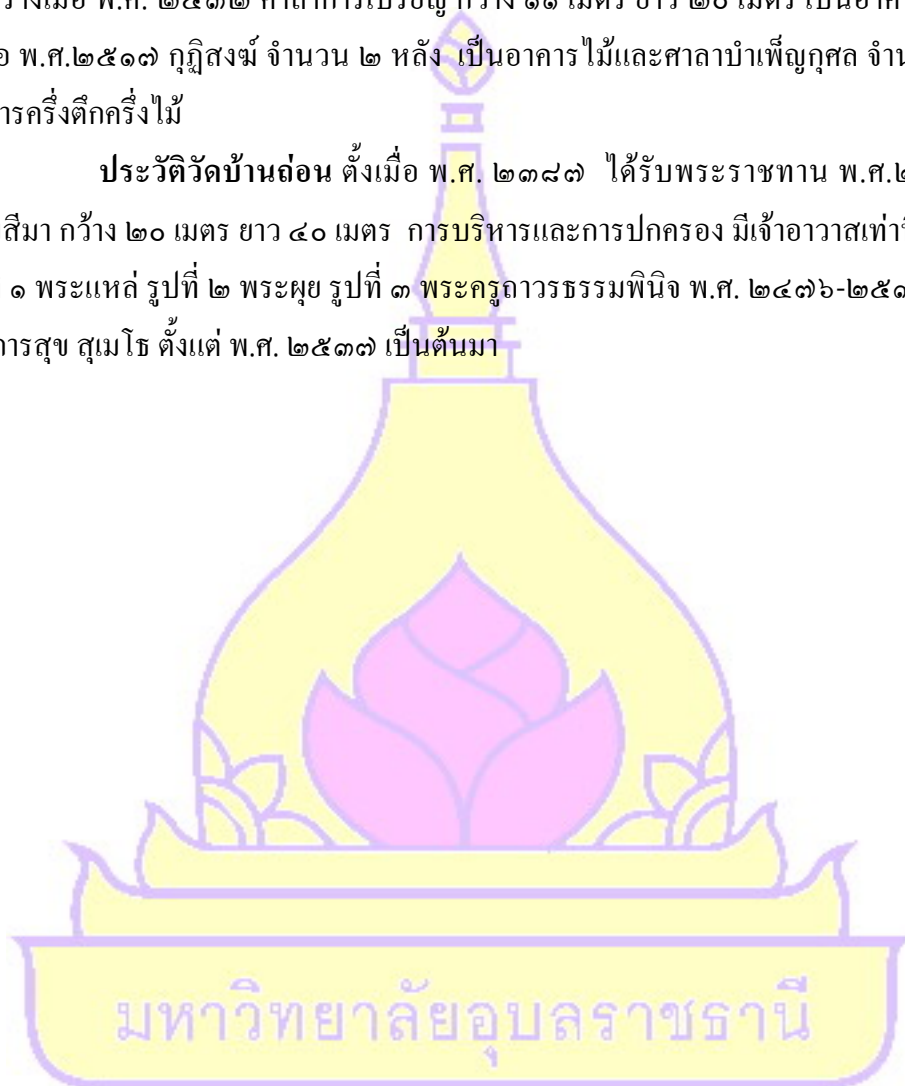 พ.ศ. ๒๔๓๒ ศาลาการเปรียญ กว้าง ๑๑ เมตร ยาว ๒๐ เมตร เป็นอาค
พ.ศ.๒๕๑๗ กุฏิสงฆ์ จำนวน ๒ หลัง เป็นอาคารไม้และศาลาบำเพ็ญกุศล จำน
ารครึ่งตึกครึ่งไม้
ประวัติวัดบ้านถ่อน ตั้งเมื่อ พ.ศ. ๒๓๘๗ ได้รับพระราชทาน พ.ศ.๒
สีมา กว้าง ๒๐ เมตร ยาว ๔๐ เมตร การบริหารและการปกครอง มีเจ้าอาวาสเท่าที
๑ พระแหล่ รูปที่ ๒ พระผุย รูปที่ ๓ พระครูถาวรธรรมพินิจ พ.ศ. ๒๔๗๖-๒๕๑
การสุข สุเมโธ ตั้งแต่ พ.ศ. ๒๕๓๗ เป็นต้นมา
มหาวิทยาลัยอุบลราชธานี